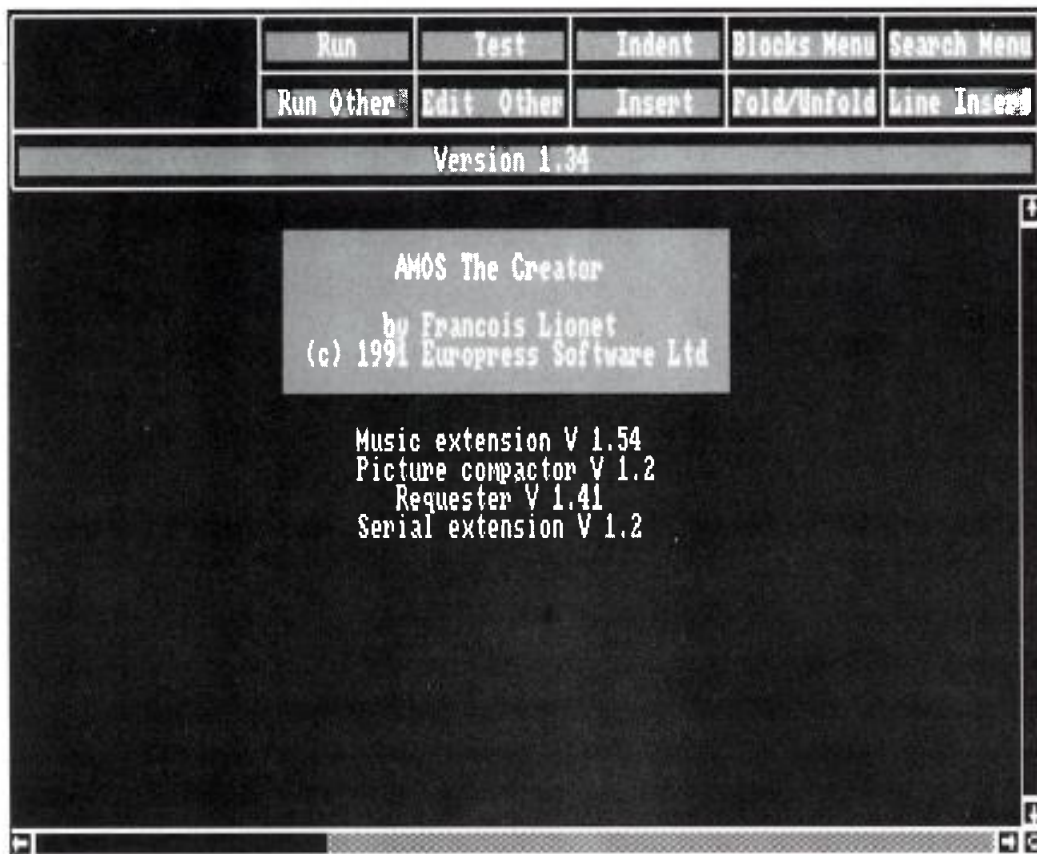 Run Test Indent Blocks Menu Search Menu
Run Other Edit Other Insert Fold/Unfold Line Insert
Version 1.34
AMOS The Creator
by Francois Lionet
(c) 1991 Europress Software Ltd
Music extension V 1.54
Picture compactor V 1.2
Requester V 1.41
Serial extension V 1.2